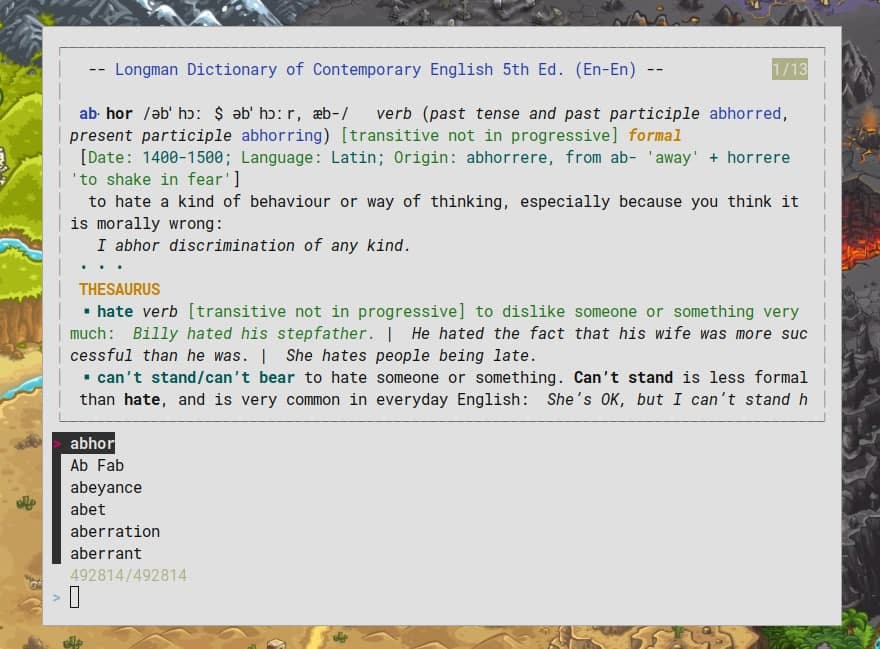 -- Longman Dictionary of Contemporary English 5th Ed. (En-En) -- 1/13
ab‧hor /əbˈhɔː $ əbˈhɔːr, æb-/ verb (past tense and past participle abhorred,
present participle abhorring) [transitive not in progressive] formal
[Date: 1400-1500; Language: Latin; Origin: abhorrere, from ab- 'away' + horrere
'to shake in fear']
to hate a kind of behaviour or way of thinking, especially because you think it
is morally wrong:
I abhor discrimination of any kind.
• • •
THESAURUS
▪ hate verb [transitive not in progressive] to dislike someone or something very
much: Billy hated his stepfather. | He hated the fact that his wife was more suc
cessful than he was. | She hates people being late.
▪ can’t stand/can’t bear to hate someone or something. Can’t stand is less formal
than hate, and is very common in everyday English: She’s OK, but I can’t stand h
> abhor
Ab Fab
abeyance
abet
aberration
aberrant
492814/492814
>